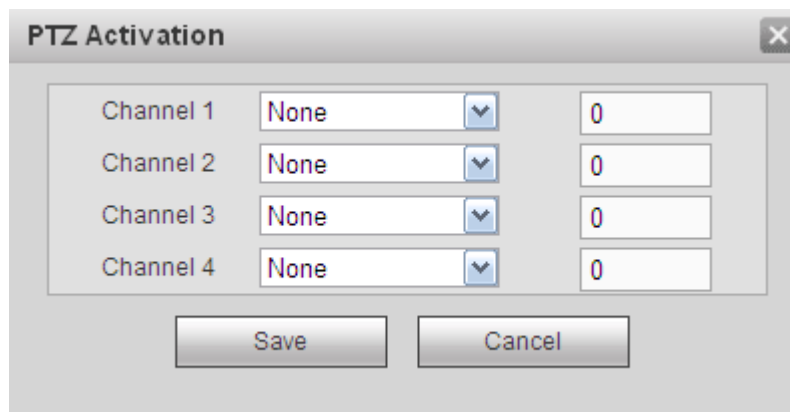 PTZ Activation
Channel 1 None 0
Channel 2 None 0
Channel 3 None 0
Channel 4 None 0
Save Cancel